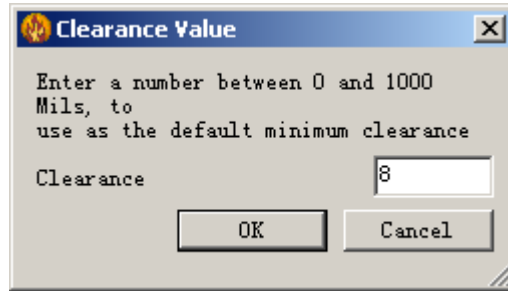 Clearance Value
Enter a number between 0 and 1000
Mils, to
use as the default minimum clearance
Clearance 8
OK Cancel